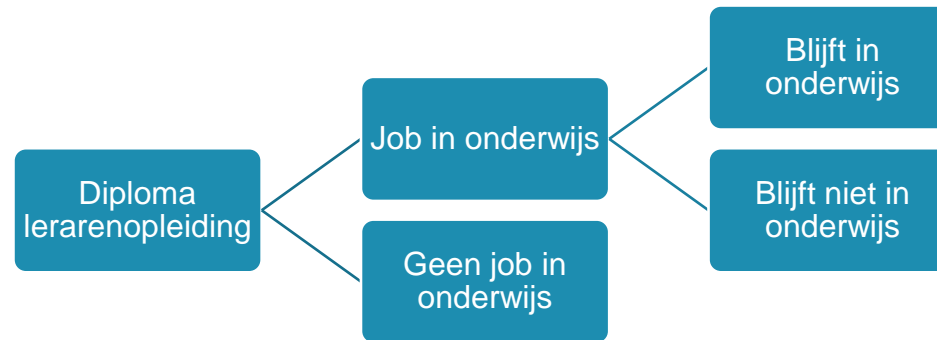 Diploma
lerarenopleiding
Job in onderwijs
Geen job in
onderwijs
Blijft in
onderwijs
Blijft niet in
onderwijs